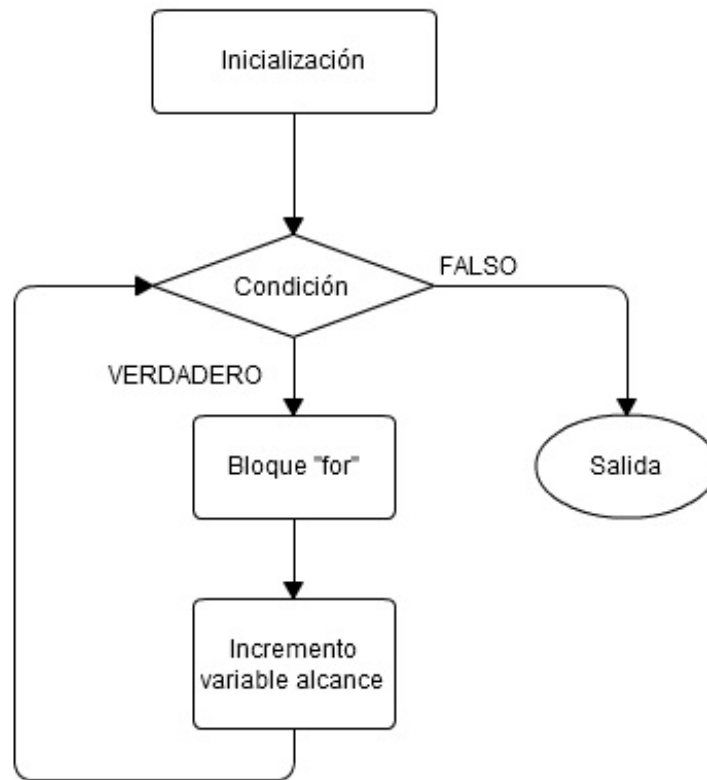 Inicialización
Condición
FALSO
VERDADERO
Bloque "for"
Salida
Incremento
variable alcance